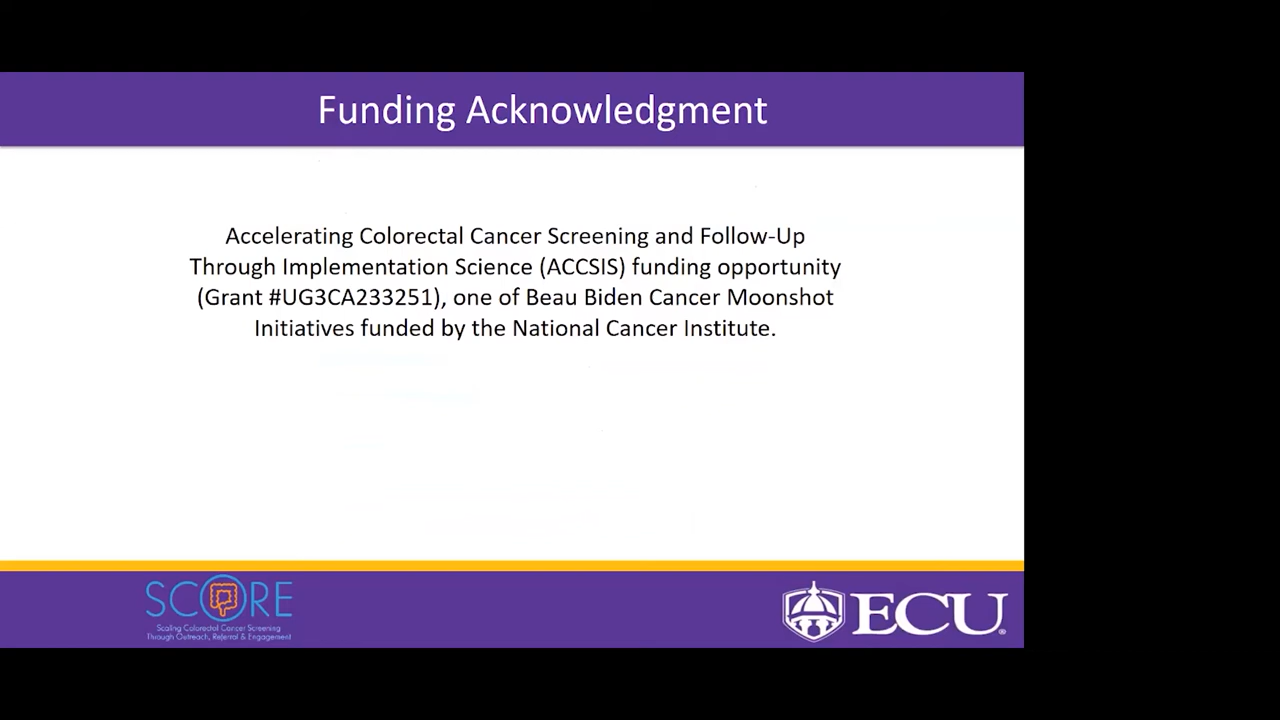 Funding Acknowledgment
Accelerating Colorectal Cancer Screening and Follow-Up
Through Implementation Science (ACCSIS) funding opportunity
(Grant #UG3CA233251), one of Beau Biden Cancer Moonshot
Initiatives funded by the National Cancer Institute.
SCORE
Scaling Colorectal Cancer Screening
Through Outreach, Referral & Engagement
ECU®